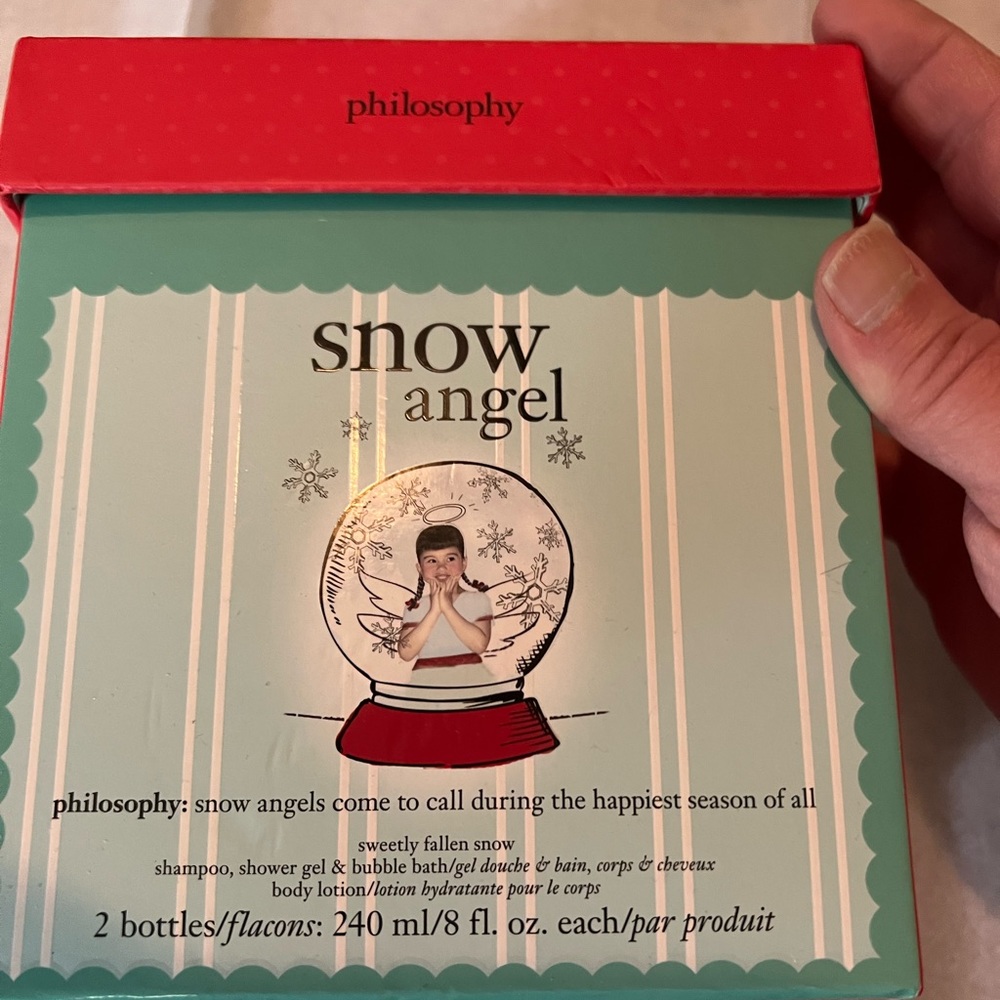 philosophy
snow
angel
philosophy: snow angels come to call during the happiest season of all
sweetly fallen snow
shampoo, shower gel & bubble bath/gel douche & bain, corps & cheveux
body lotion/lotion hydratante pour le corps
2 bottles/flacons: 240 ml/8 fl. oz. each/par produit